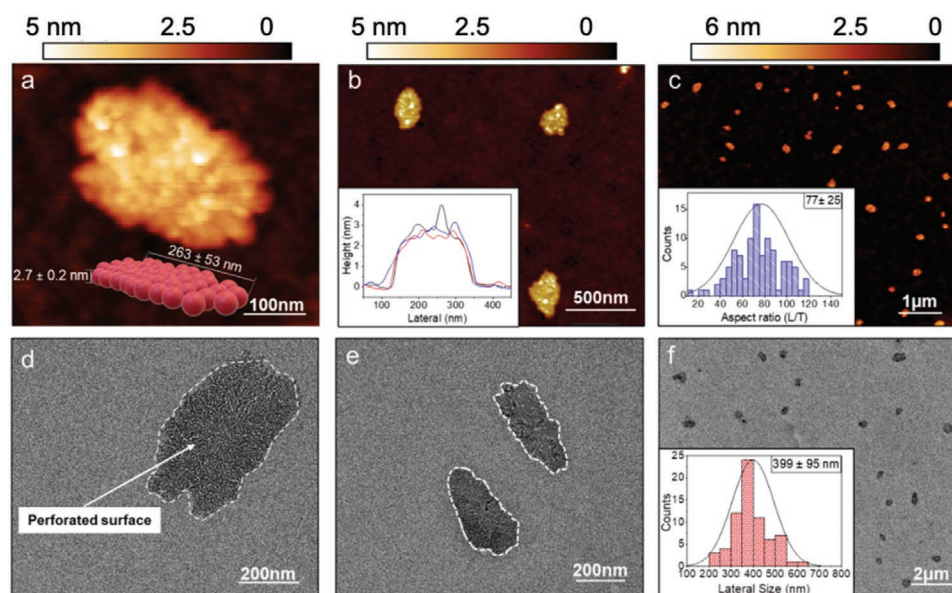 5 nm 2.5 0
5 nm 2.5 0
6 nm 2.5 0
a
263 ± 53 nm
2.7 ± 0.2 nm
100nm
b
Height (nm)
4
3
2
1
0
100 200 300 400
Lateral (nm)
500nm
c
77± 25
Counts
15
10
5
0
20 40 60 80 100 120 140
Aspect ratio (L/T)
1µm
d
Perforated surface
200nm
e
200nm
f
399 ± 95 nm
Counts
25
20
15
10
5
0
100 200 300 400 500 600 700 800
Lateral Size (nm)
2µm